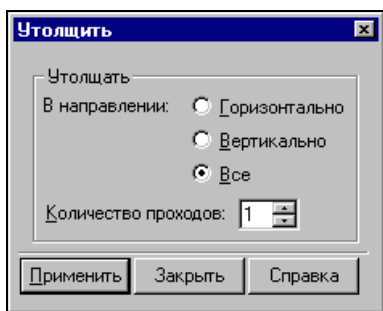 Утолщить
Утолщать
В направлении: Горизонтально
Вертикально
Все
Количество проходов: 1
Применить Закрыть Справка